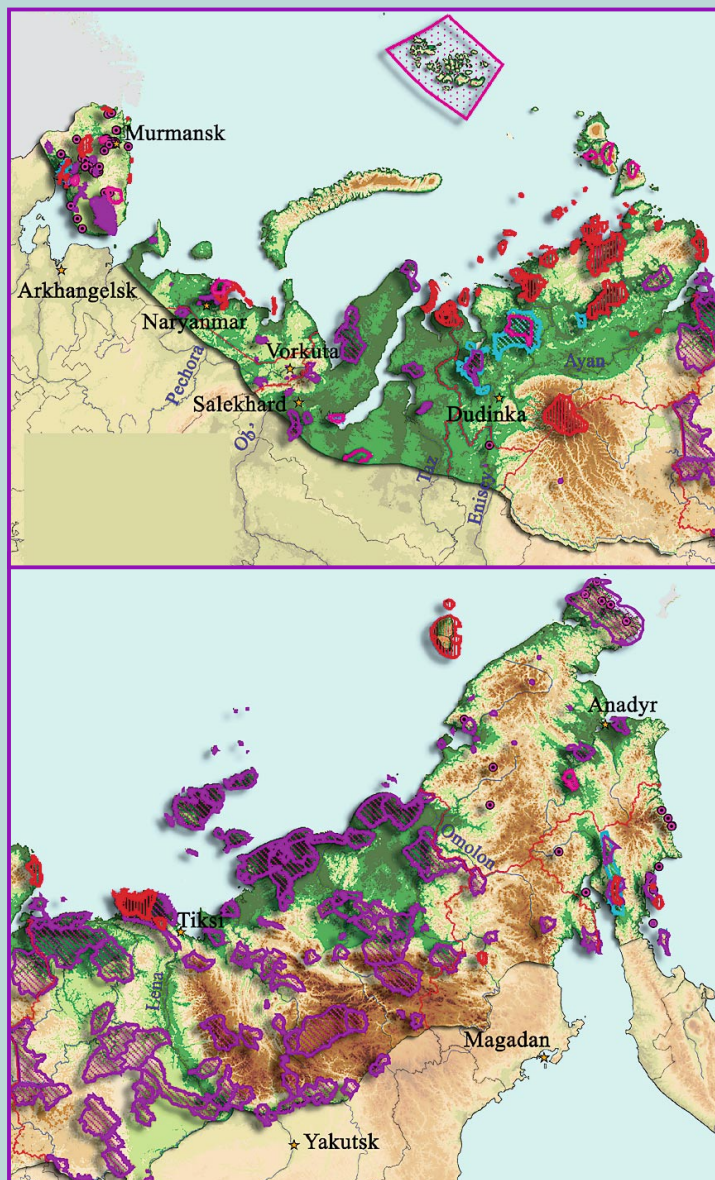 Murmansk
Arkhangelsk
Naryanmar
Pechora
Vorkuta
Salekhard
Ob'
Ayan
Dudinka
Taz
Enisey
Anadyr
Omolon
Tiksi
Lena
Magadan
Yakutsk